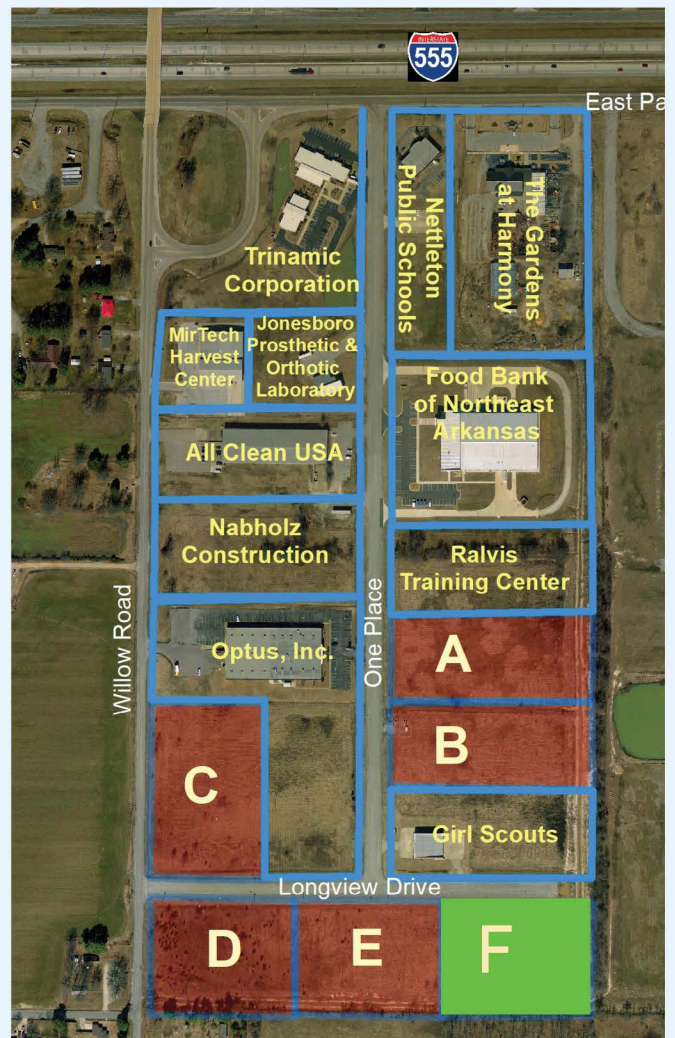 INTERSTATE
555
East Pa
Nettleton
Public Schools
The Gardens
at Harmony
Trinamic
Corporation
MirTech
Harvest
Center
Jonesboro
Prosthetic &
Orthotic
Laboratory
Food Bank
of Northeast
Arkansas
All Clean USA
Nabholz
Construction
Ralvis
Training Center
Willow Road
One Place
Optus, Inc.
A
B
C
Girl Scouts
Longview Drive
D
E
F